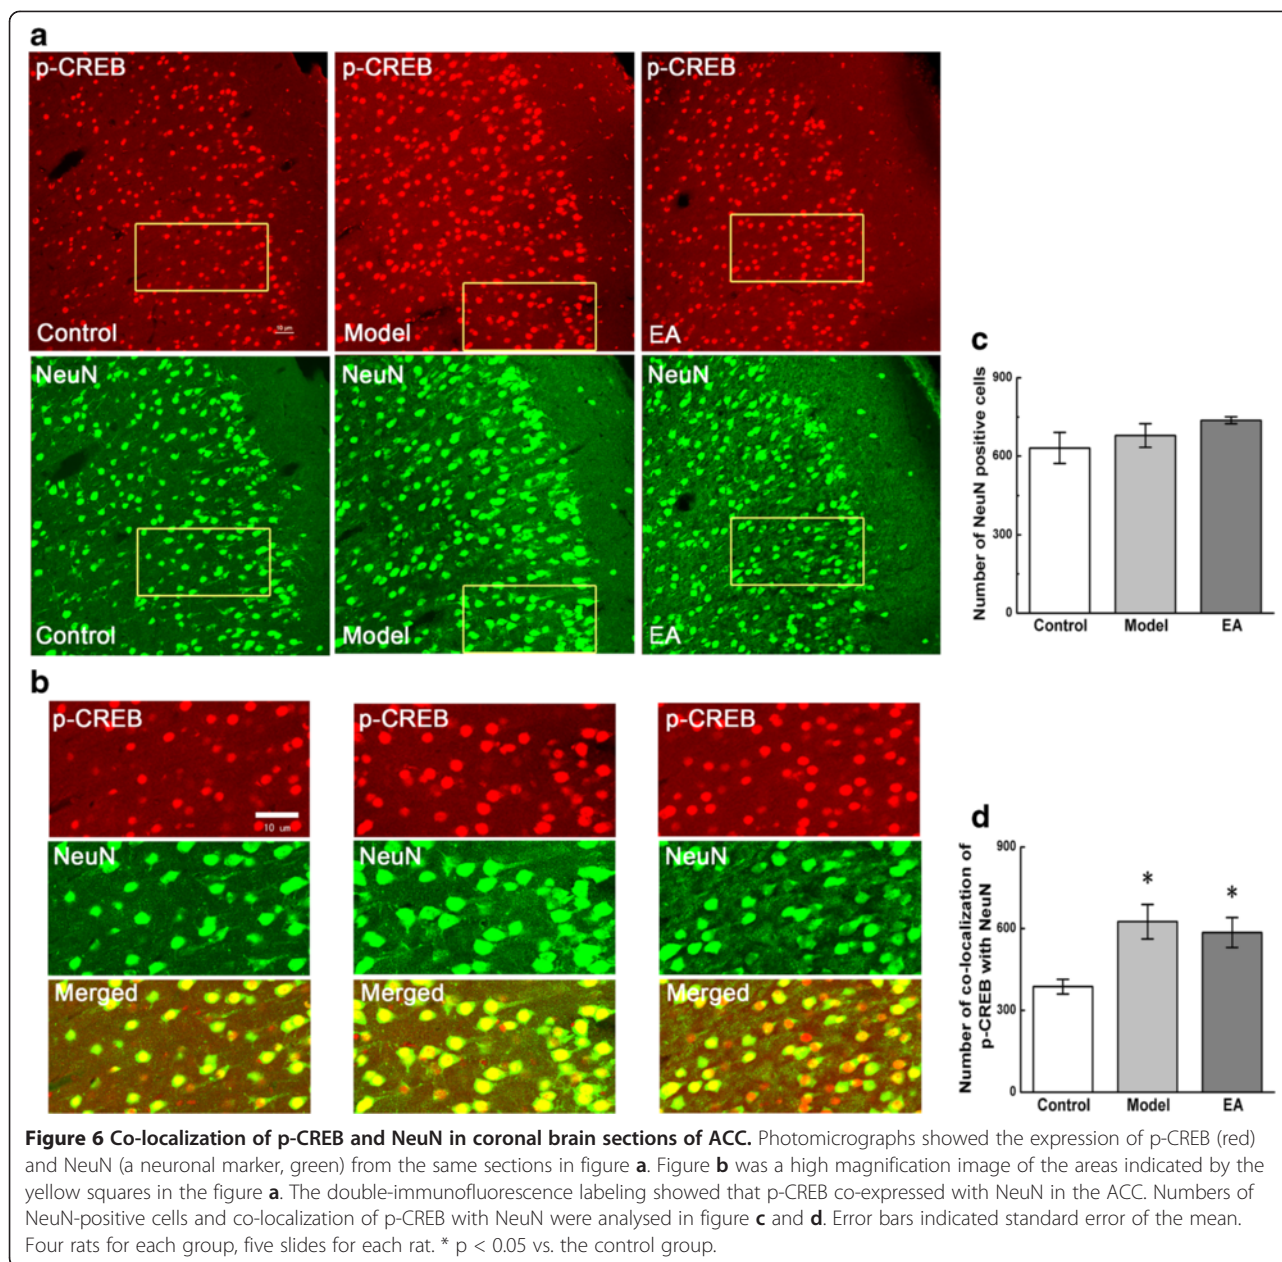 a
p-CREB p-CREB p-CREB
Control 10 µm Model EA
NeuN NeuN NeuN
Control Model EA
c
Number of NeuN positive cells
900
600
300
0
Control Model EA
b
p-CREB p-CREB p-CREB
10 um
NeuN NeuN NeuN
Merged Merged Merged
d
Number of co-localization of
p-CREB with NeuN
900
600
300
0
* *
Control Model EA
Figure 6 Co-localization of p-CREB and NeuN in coronal brain sections of ACC. Photomicrographs showed the expression of p-CREB (red)
and NeuN (a neuronal marker, green) from the same sections in figure a. Figure b was a high magnification image of the areas indicated by the
yellow squares in the figure a. The double-immunofluorescence labeling showed that p-CREB co-expressed with NeuN in the ACC. Numbers of
NeuN-positive cells and co-localization of p-CREB with NeuN were analysed in figure c and d. Error bars indicated standard error of the mean.
Four rats for each group, five slides for each rat. * p < 0.05 vs. the control group.